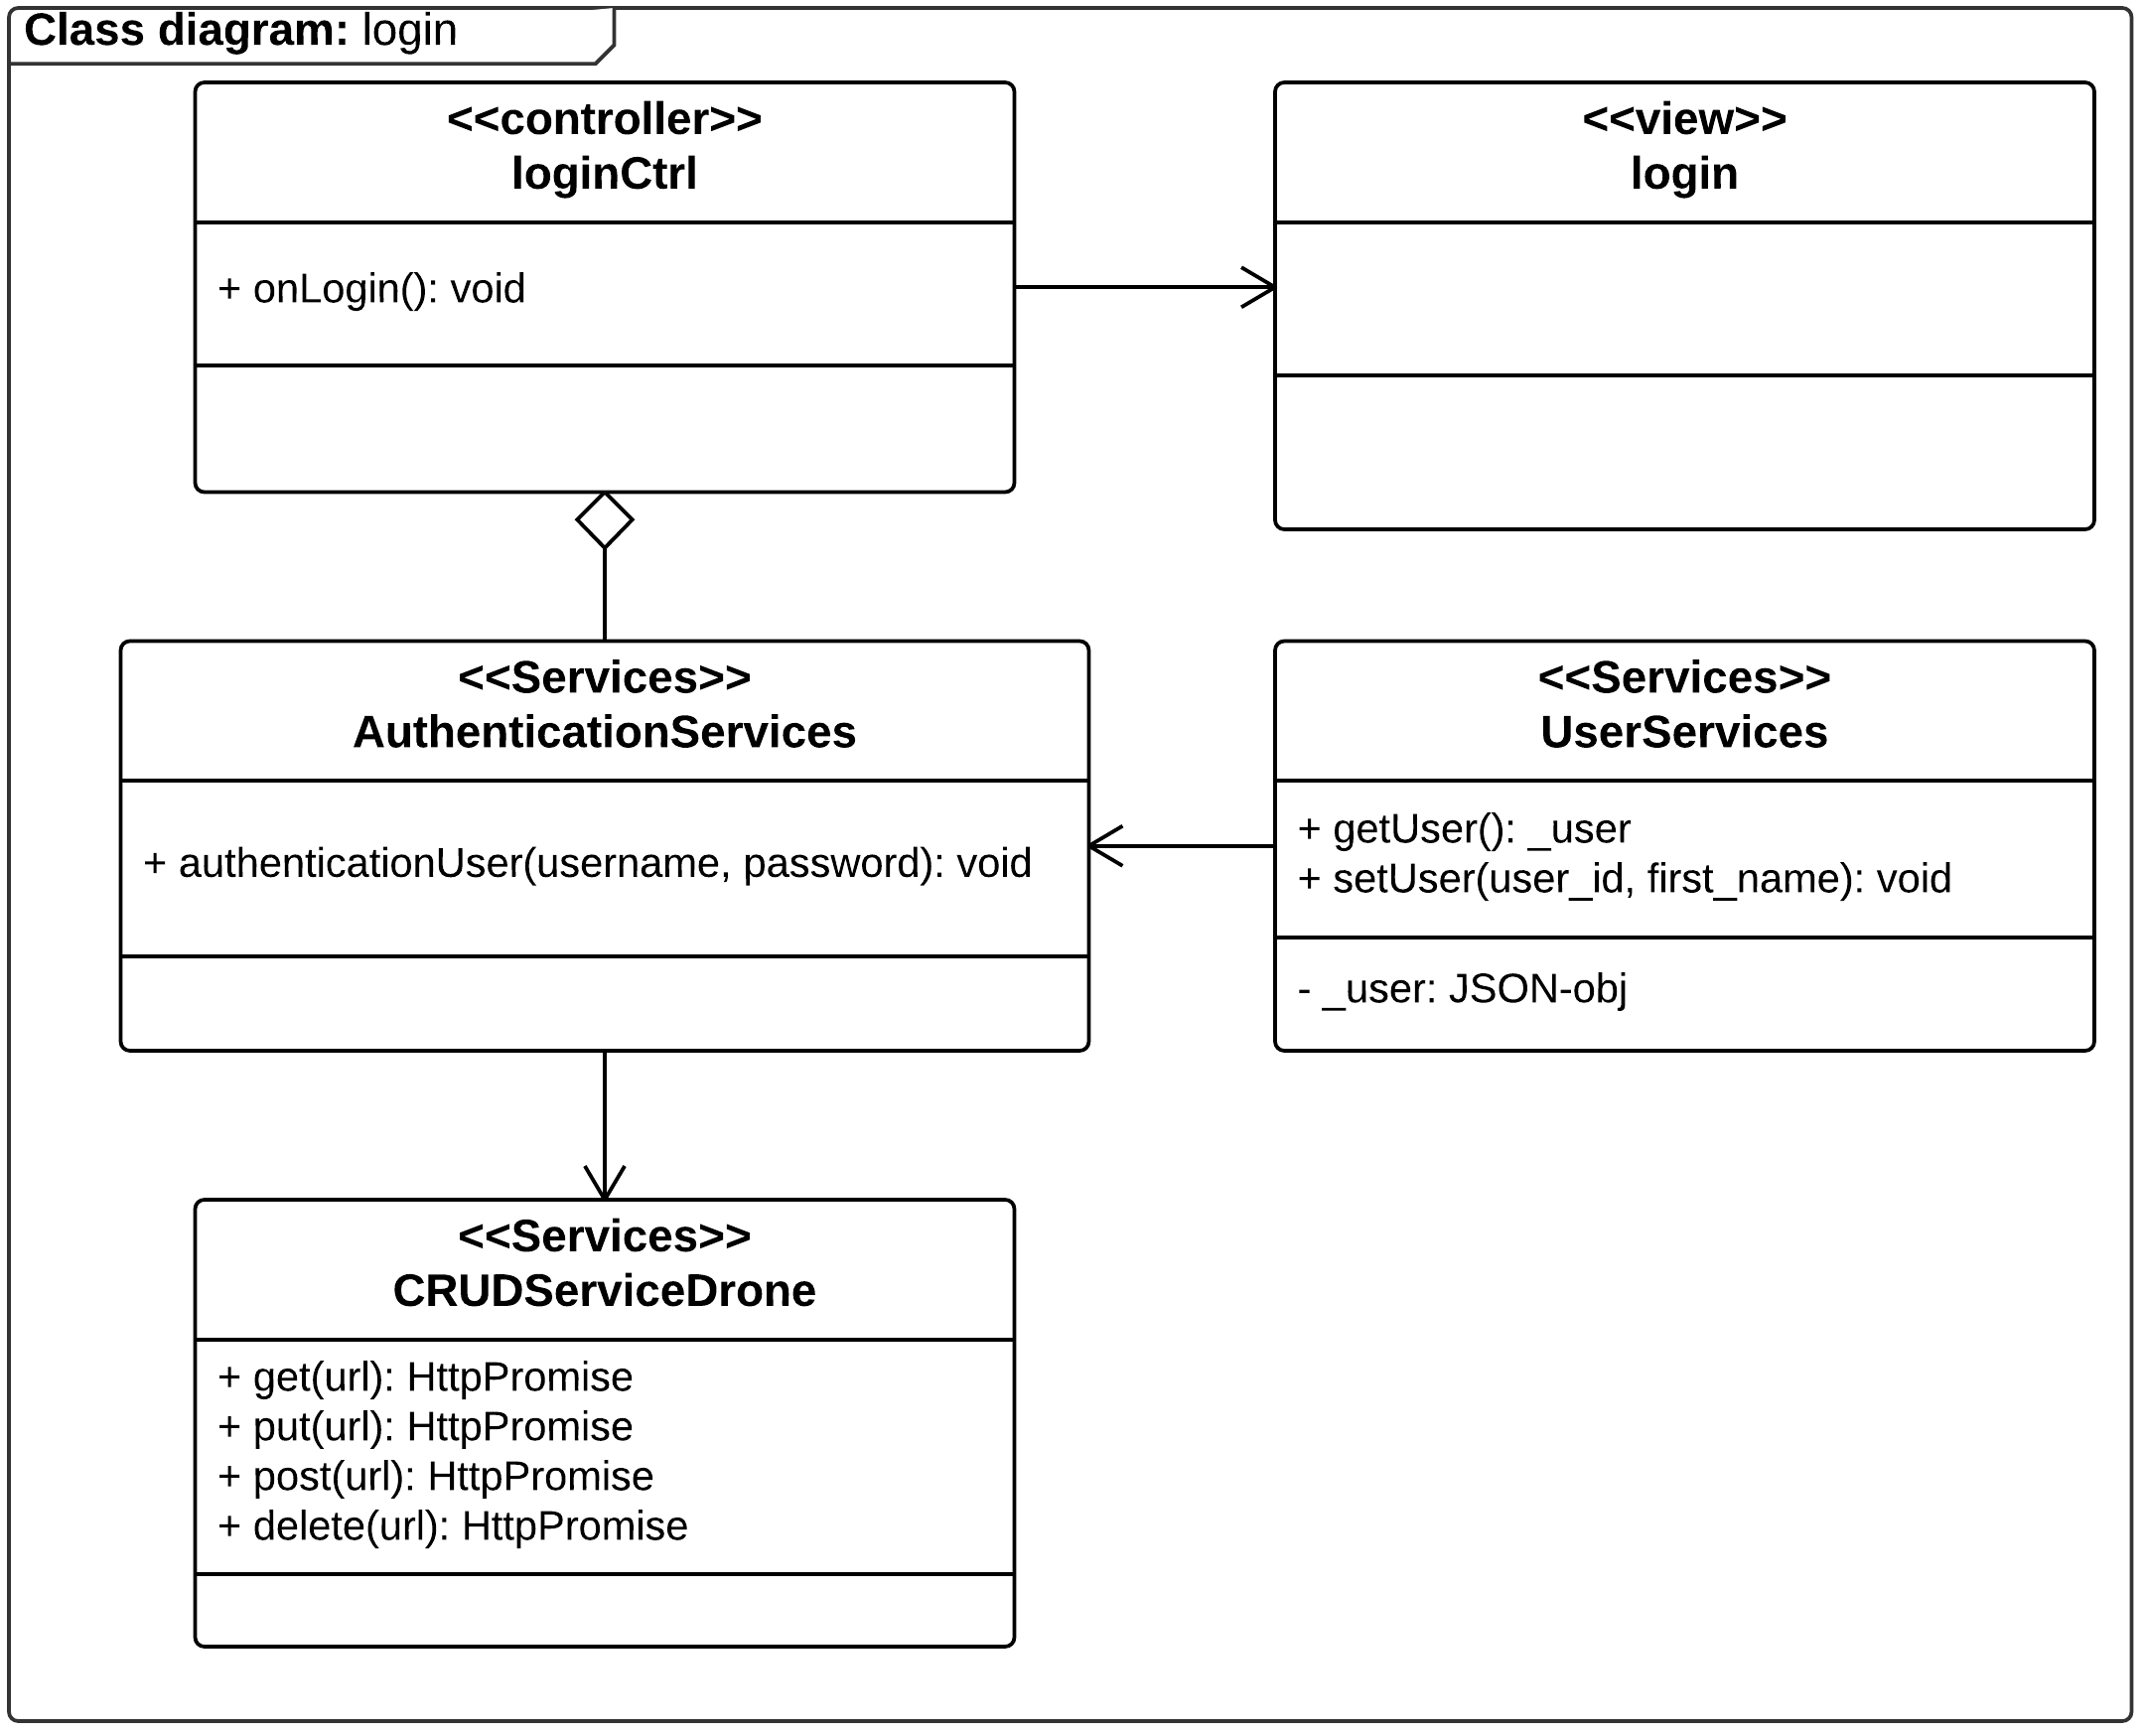 Class diagram: login
<<controller>>
loginCtrl
+ onLogin(): void
<<view>>
login
<<Services>>
AuthenticationServices
+ authenticationUser(username, password): void
<<Services>>
UserServices
+ getUser(): _user
+ setUser(user_id, first_name): void
- _user: JSON-obj
<<Services>>
CRUDServiceDrone
+ get(url): HttpPromise
+ put(url): HttpPromise
+ post(url): HttpPromise
+ delete(url): HttpPromise